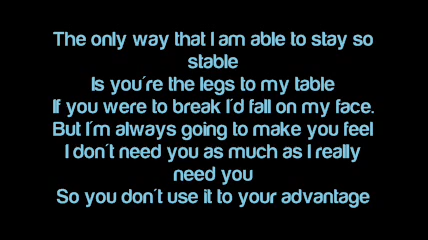 The only way that I am able to stay so
stable
Is you're the legs to my table
If you were to break I'd fall on my face.
But I'm always going to make you feel
I don't need you as much as I really
need you
So you don't use it to your advantage